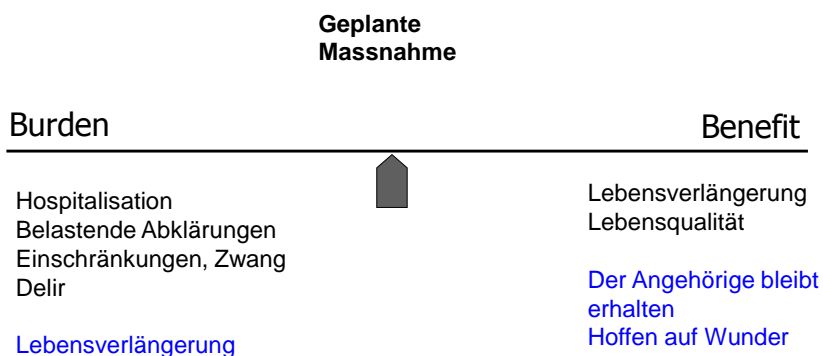 Geplante
Massnahme
Burden
Benefit
Hospitalisation
Belastende Abklärungen
Einschränkungen, Zwang
Delir
Lebensverlängerung
Lebensverlängerung
Lebensqualität
Der Angehörige bleibt
erhalten
Hoffen auf Wunder